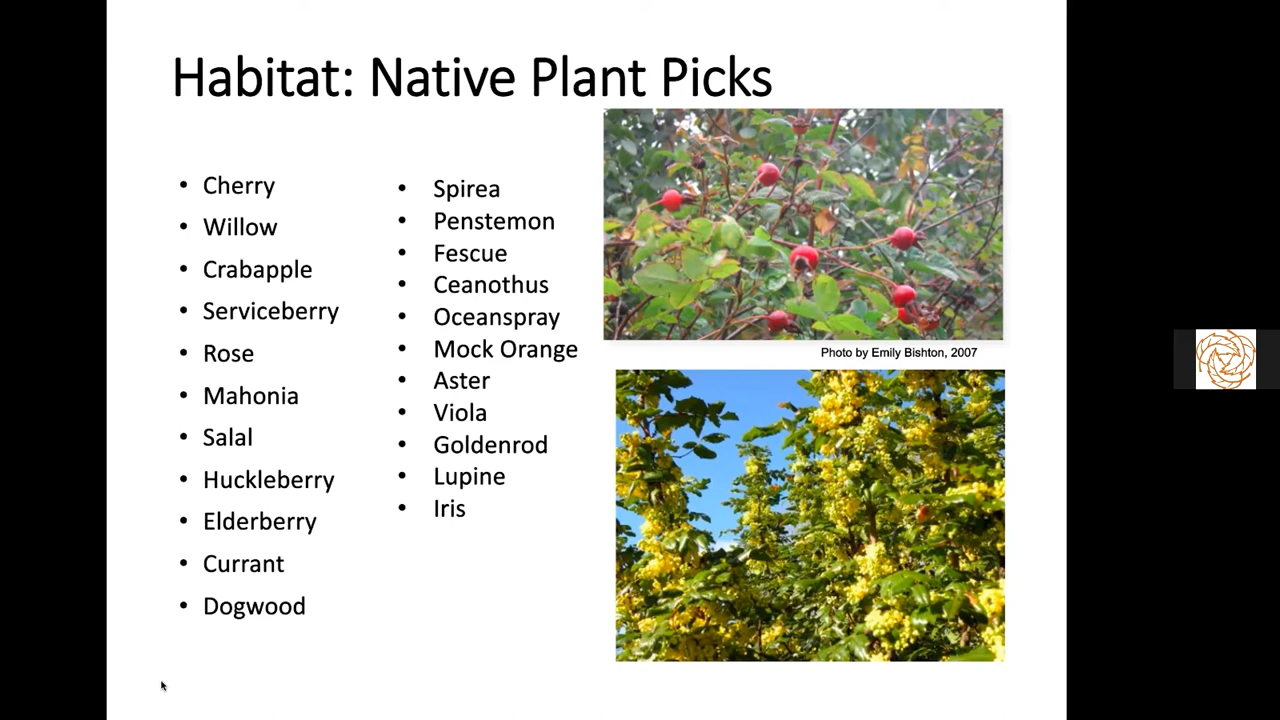 Habitat: Native Plant Picks
• Cherry
• Willow
• Crabapple
• Serviceberry
• Rose
• Mahonia
• Salal
• Huckleberry
• Elderberry
• Currant
• Dogwood
• Spirea
• Penstemon
• Fescue
• Ceanothus
• Oceanspray
• Mock Orange
• Aster
• Viola
• Goldenrod
• Lupine
• Iris
Photo by Emily Bishton, 2007